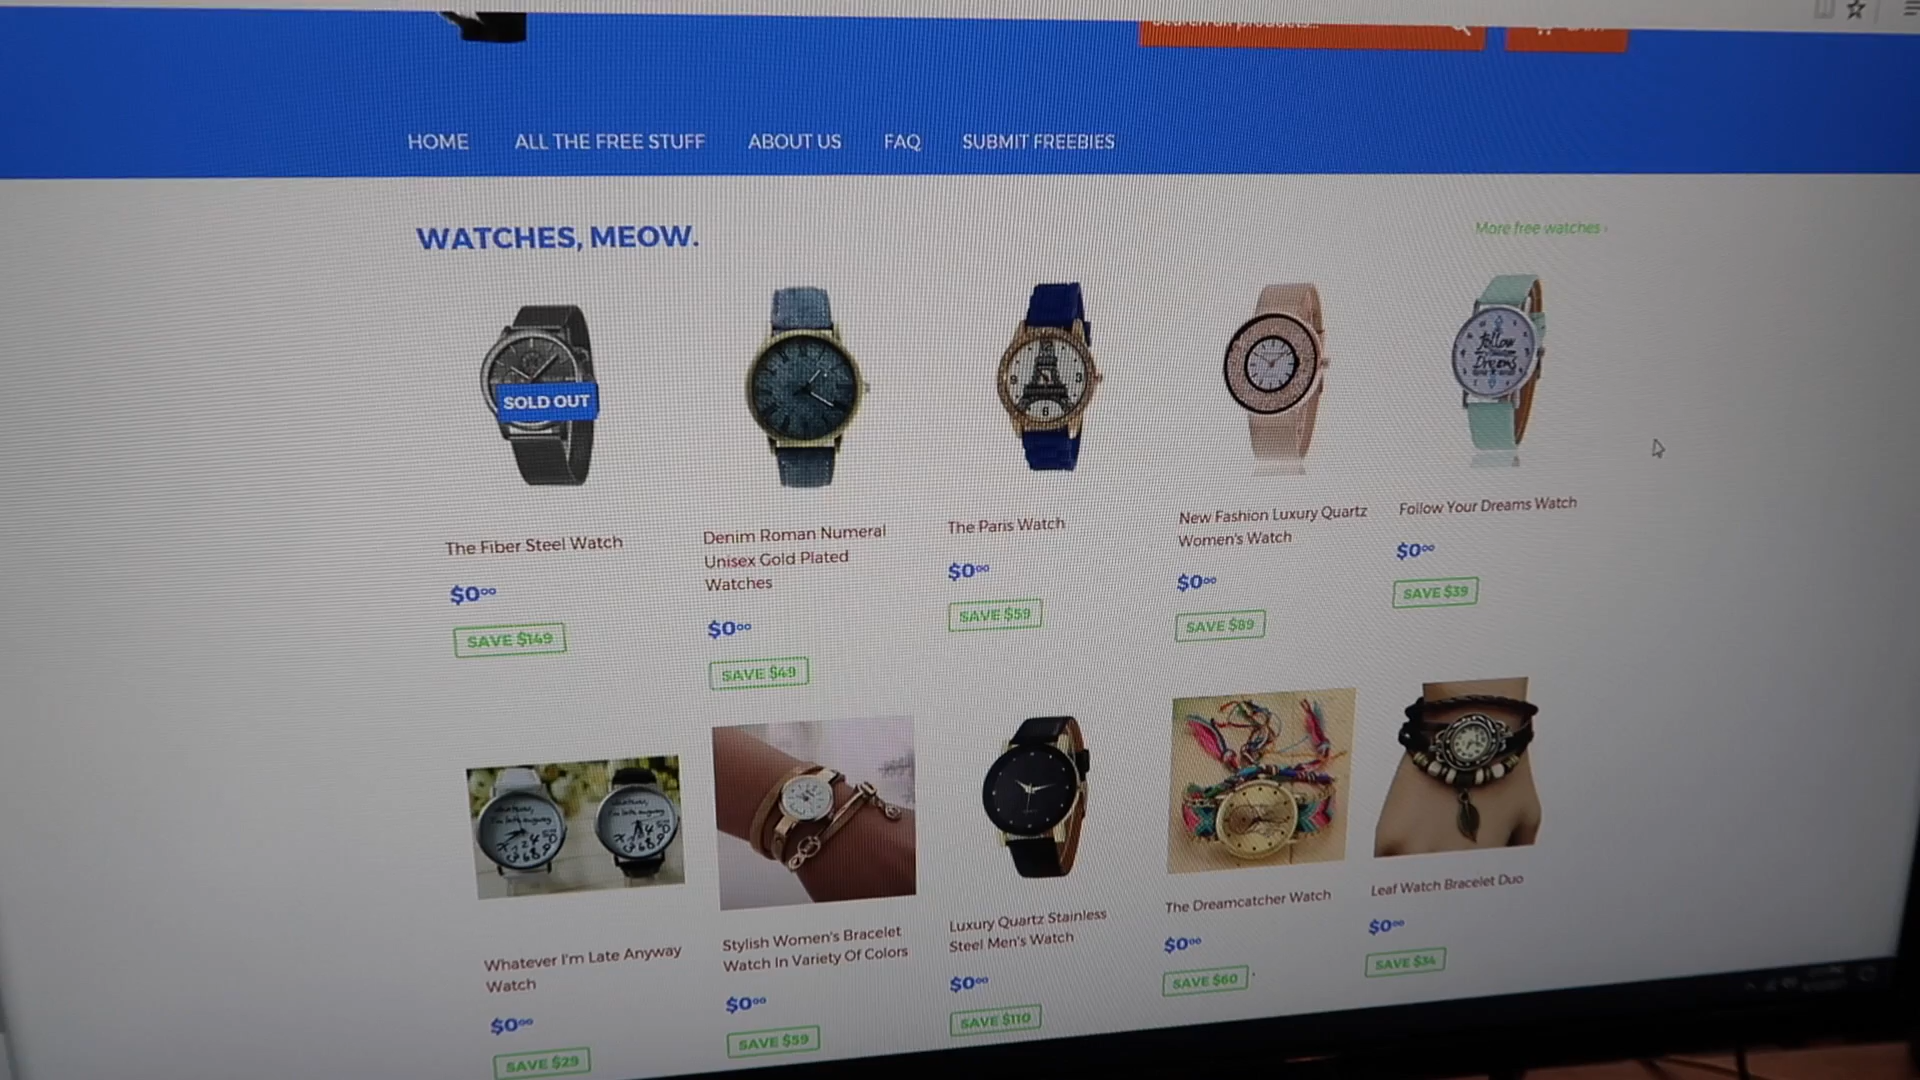 HOME ALL THE FREE STUFF ABOUT US FAQ SUBMIT FREEBIES
WATCHES, MEOW.
More free watches ›
SOLD OUT
Follow
Your
Dreams
The Fiber Steel Watch
$0⁰⁰
SAVE $149
Denim Roman Numeral
Unisex Gold Plated
Watches
$0⁰⁰
SAVE $49
The Paris Watch
$0⁰⁰
SAVE $59
New Fashion Luxury Quartz
Women's Watch
$0⁰⁰
SAVE $89
Follow Your Dreams Watch
$0⁰⁰
SAVE $39
Whatever I'm Late Anyway
Watch
$0⁰⁰
SAVE $29
Stylish Women's Bracelet
Watch In Variety Of Colors
$0⁰⁰
SAVE $59
Luxury Quartz Stainless
Steel Men's Watch
$0⁰⁰
SAVE $110
The Dreamcatcher Watch
$0⁰⁰
SAVE $60
Leaf Watch Bracelet Duo
$0⁰⁰
SAVE $34